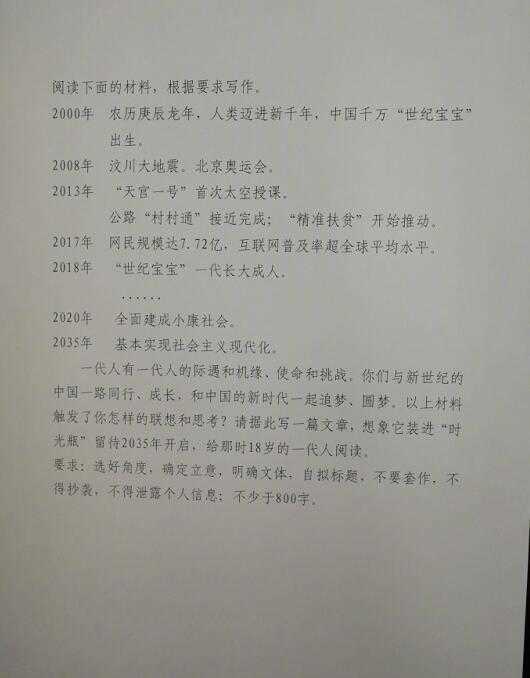 阅读下面的材料，根据要求写作。
2000年 农历庚辰龙年，人类迈进新千年，中国千万“世纪宝宝”
出生。
2008年 汶川大地震。北京奥运会。
2013年 “天宫一号”首次太空授课。
公路“村村通”接近完成；“精准扶贫”开始推动。
2017年 网民规模达7.72亿，互联网普及率超全球平均水平。
2018年 “世纪宝宝”一代长大成人。
......
2020年 全面建成小康社会。
2035年 基本实现社会主义现代化。
一代人有一代人的际遇和机缘、使命和挑战。你们与新世纪的
中国一路同行、成长，和中国的新时代一起追梦、圆梦。以上材料
触发了你怎样的联想和思考？请据此写一篇文章，想象它装进“时
光瓶”留待2035年开启，给那时18岁的一代人阅读。
要求：选好角度，确定立意，明确文体，自拟标题，不要套作，不
得抄袭，不得泄露个人信息；不少于800字。